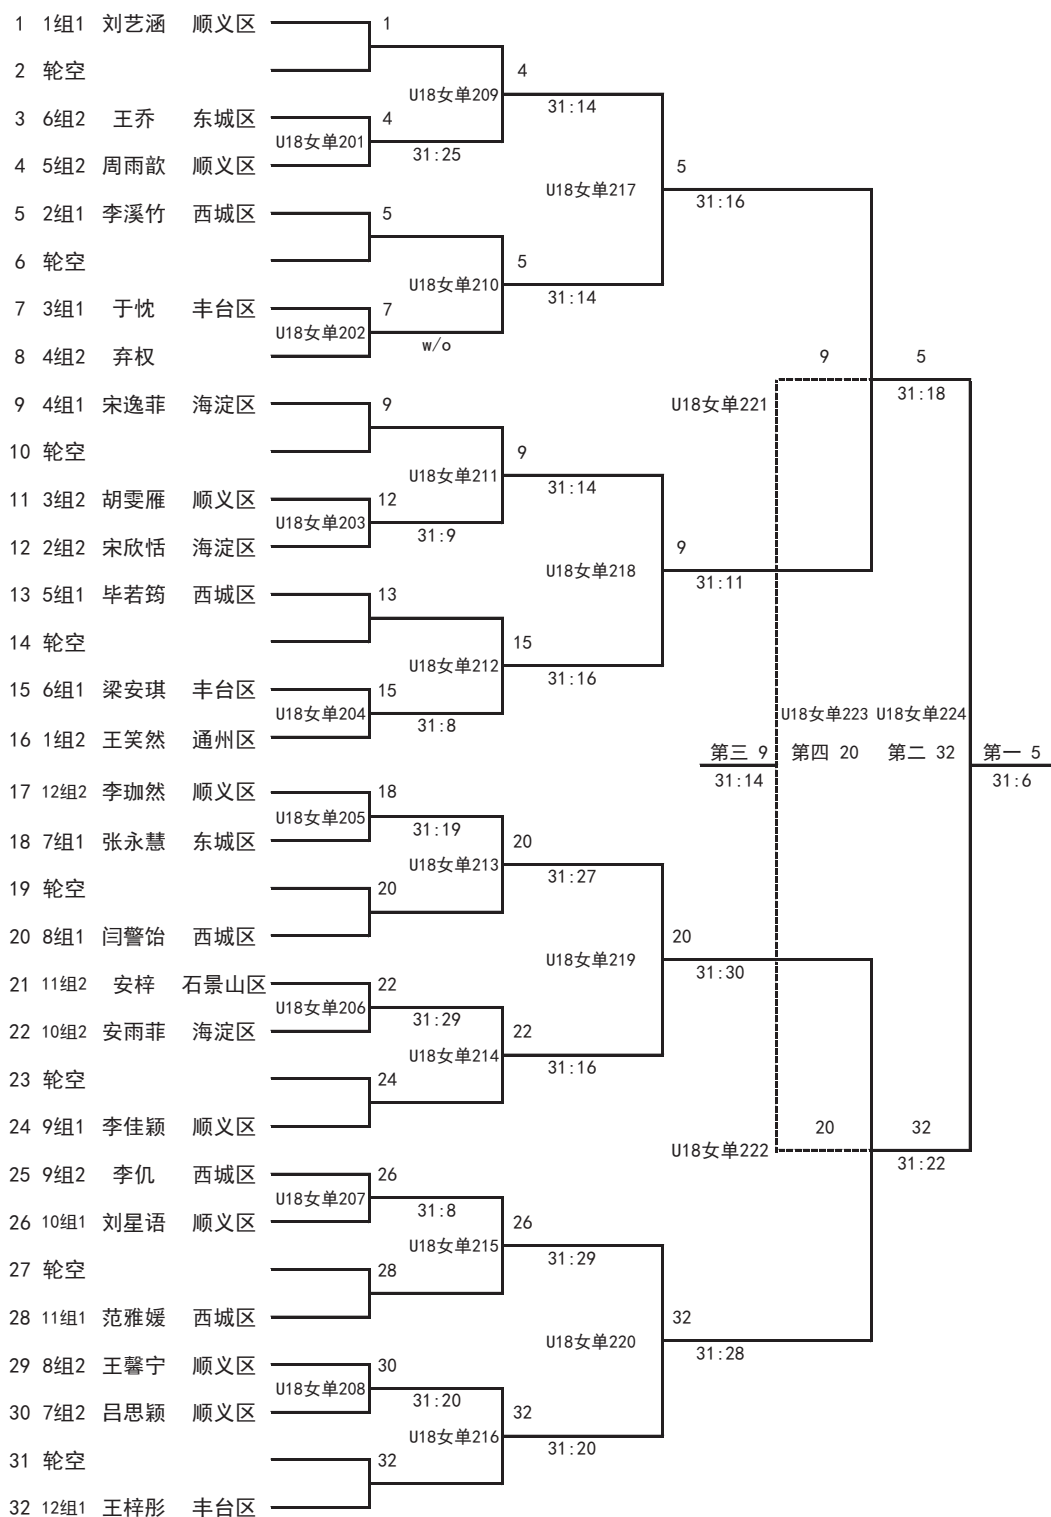 1 1组1 刘艺涵 顺义区
1
2 轮空
4
U18女单209
31:14
3 6组2 王乔 东城区
4
U18女单201
31:25
4 5组2 周雨歆 顺义区
5
U18女单217
31:16
5 2组1 李溪竹 西城区
5
6 轮空
5
U18女单210
31:14
7 3组1 于忱 丰台区
7
U18女单202
w/o
8 4组2 弃权
9
5
31:18
U18女单221
9 4组1 宋逸菲 海淀区
9
10 轮空
9
U18女单211
31:14
11 3组2 胡雯雁 顺义区
12
U18女单203
31:9
12 2组2 宋欣恬 海淀区
9
U18女单218
31:11
13 5组1 毕若筠 西城区
13
14 轮空
15
U18女单212
31:16
15 6组1 梁安琪 丰台区
15
U18女单204
31:8
U18女单223 U18女单224
16 1组2 王笑然 通州区
第三 9 第四 20 第二 32 第一 5
31:14
31:6
17 12组2 李珈然 顺义区
18
U18女单205
31:19
18 7组1 张永慧 东城区
20
U18女单213
31:27
19 轮空
20
20 8组1 闫警饴 西城区
20
U18女单219
31:30
21 11组2 安梓 石景山区
22
U18女单206
31:29
22 10组2 安雨菲 海淀区
22
U18女单214
31:16
23 轮空
24
24 9组1 李佳颖 顺义区
20
32
U18女单222
31:22
25 9组2 李仉 西城区
26
U18女单207
31:8
26 10组1 刘星语 顺义区
26
U18女单215
31:29
27 轮空
28
28 11组1 范雅媛 西城区
32
U18女单220
31:28
29 8组2 王馨宁 顺义区
30
U18女单208
31:20
30 7组2 吕思颖 顺义区
32
U18女单216
31:20
31 轮空
32
32 12组1 王梓彤 丰台区